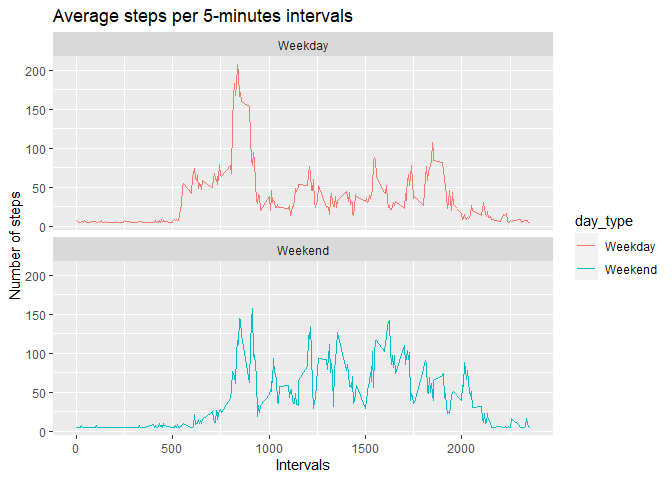 Average steps per 5-minutes intervals
Weekday
200
150
100
50
0
Weekend
200
150
100
50
0
Number of steps
0 500 1000 1500 2000
Intervals
day_type
Weekday
Weekend